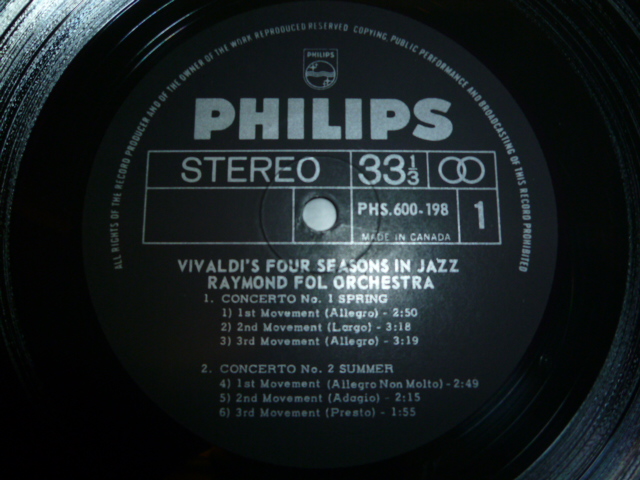 ALL RIGHTS OF THE RECORD PRODUCER AND OF THE OWNER OF THE WORK REPRODUCED RESERVED. COPYING, PUBLIC PERFORMANCE AND BROADCASTING OF THIS RECORD PROHIBITED
PHILIPS
PHILIPS
STEREO 33 1/3
PHS.600-198 1
MADE IN CANADA
VIVALDI'S FOUR SEASONS IN JAZZ
RAYMOND FOL ORCHESTRA
1. CONCERTO No. 1 SPRING
1) 1st Movement (Allegro) - 2:50
2) 2nd Movement (Largo) - 3:18
3) 3rd Movement (Allegro) - 3:19
2. CONCERTO No. 2 SUMMER
4) 1st Movement (Allegro Non Molto) - 2:49
5) 2nd Movement (Adagio) - 2:15
6) 3rd Movement (Presto) - 1:55